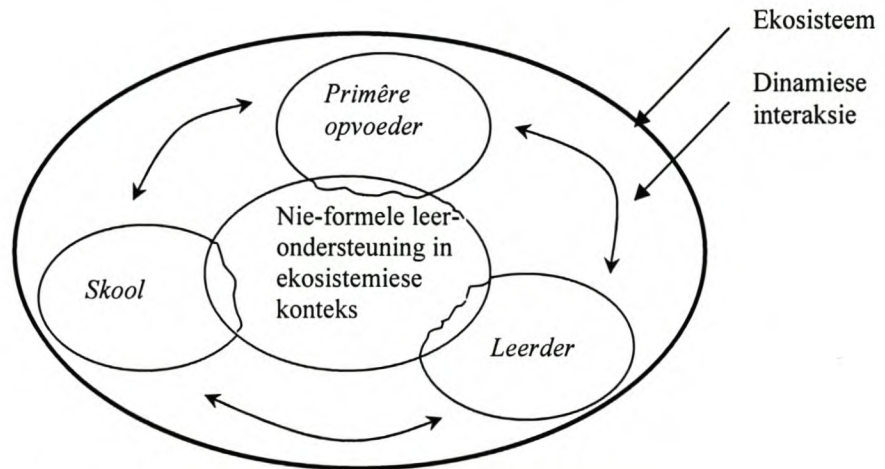 Ekosisteem
Dinamiese
interaksie
Primêre
opvoeder
Nie-formele leer-
ondersteuning in
ekosistemiese
konteks
Skool
Leerder